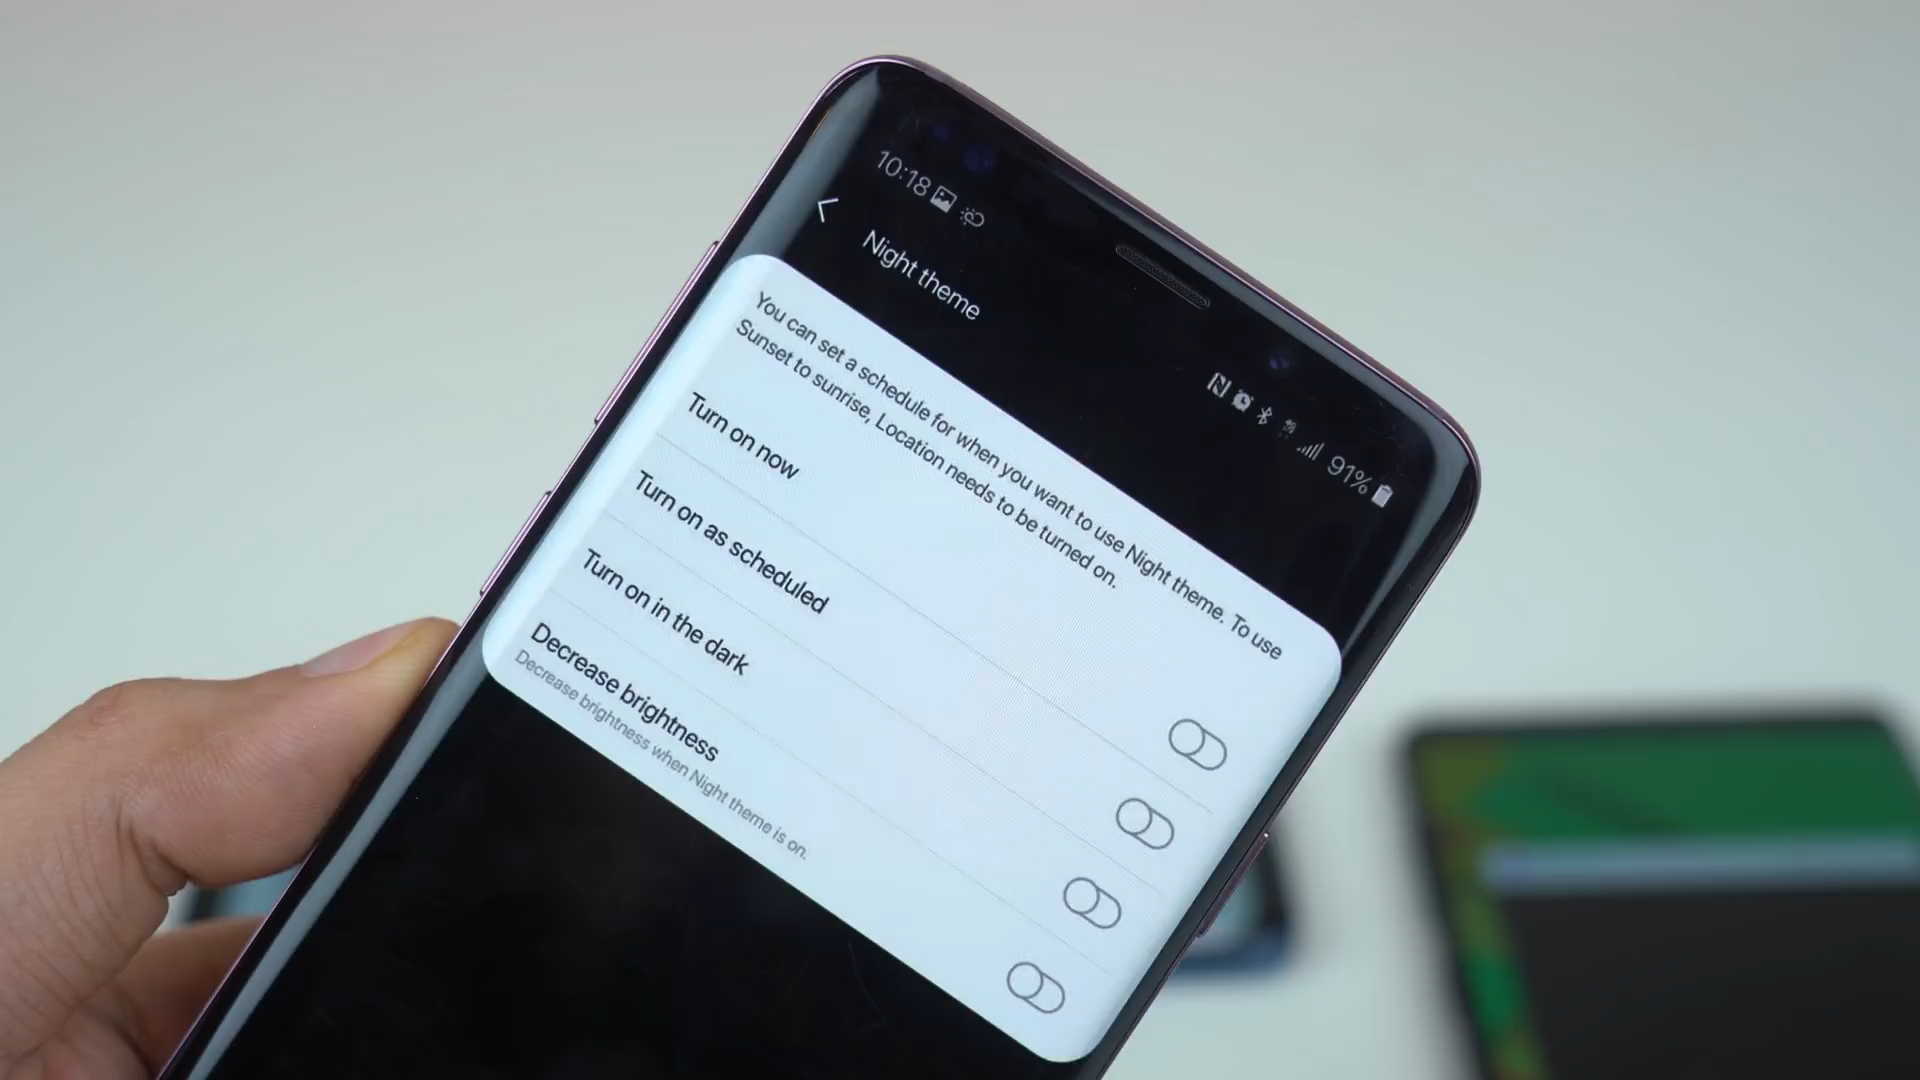 10:18
91%
Night theme
You can set a schedule for when you want to use Night theme. To use
Sunset to sunrise, Location needs to be turned on.
Turn on now
Turn on as scheduled
Turn on in the dark
Decrease brightness
Decrease brightness when Night theme is on.